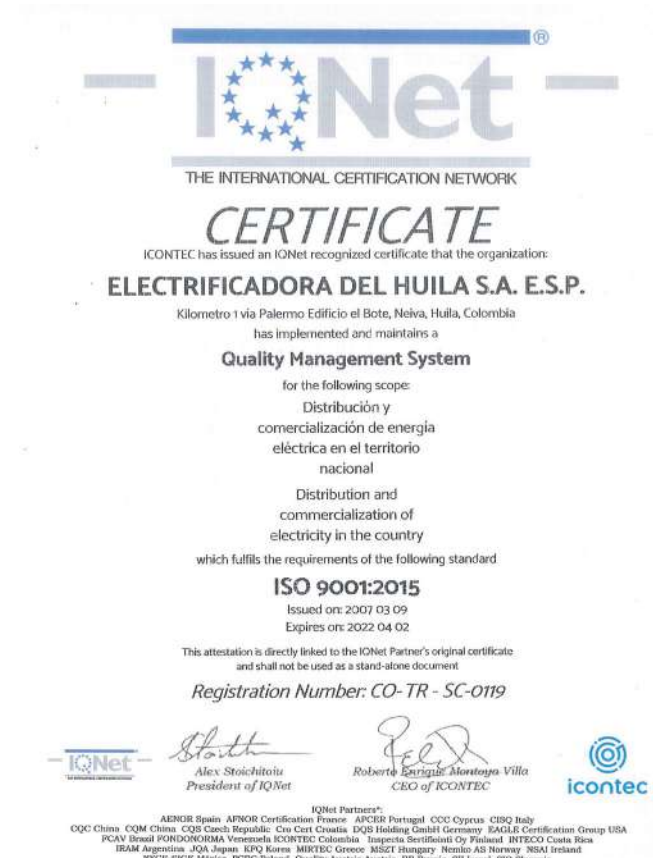 ®
IQNet
THE INTERNATIONAL CERTIFICATION NETWORK
CERTIFICATE
ICONTEC has issued an IQNet recognized certificate that the organization:
ELECTRIFICADORA DEL HUILA S.A. E.S.P.
Kilometro 1 via Palermo Edificio el Bote, Neiva, Huila, Colombia
has implemented and maintains a
Quality Management System
for the following scope:
Distribución y
comercialización de energía
eléctrica en el territorio
nacional
Distribution and
commercialization of
electricity in the country
which fulfils the requirements of the following standard
ISO 9001:2015
Issued on: 2007 03 09
Expires on: 2022 04 02
This attestation is directly linked to the IQNet Partner's original certificate
and shall not be used as a stand-alone document
Registration Number: CO-TR - SC-0119
IQNet
Alex Stoichitoiu
President of IQNet
Roberto Enrique Montoya Villa
CEO of ICONTEC
icontec
IQNet Partners*:
AENOR Spain AFNOR Certification France APCER Portugal CCC Cyprus CISQ Italy
CQC China CQM China CQS Czech Republic Cro Cert Croatia DQS Holding GmbH Germany EAGLE Certification Group USA
FCAV Brazil FONDONORMA Venezuela ICONTEC Colombia Inspecta Sertifiointi Oy Finland INTECO Costa Rica
IRAM Argentina JQA Japan KFQ Korea MIRTEC Greece MSZT Hungary Nemko AS Norway NSAI Ireland